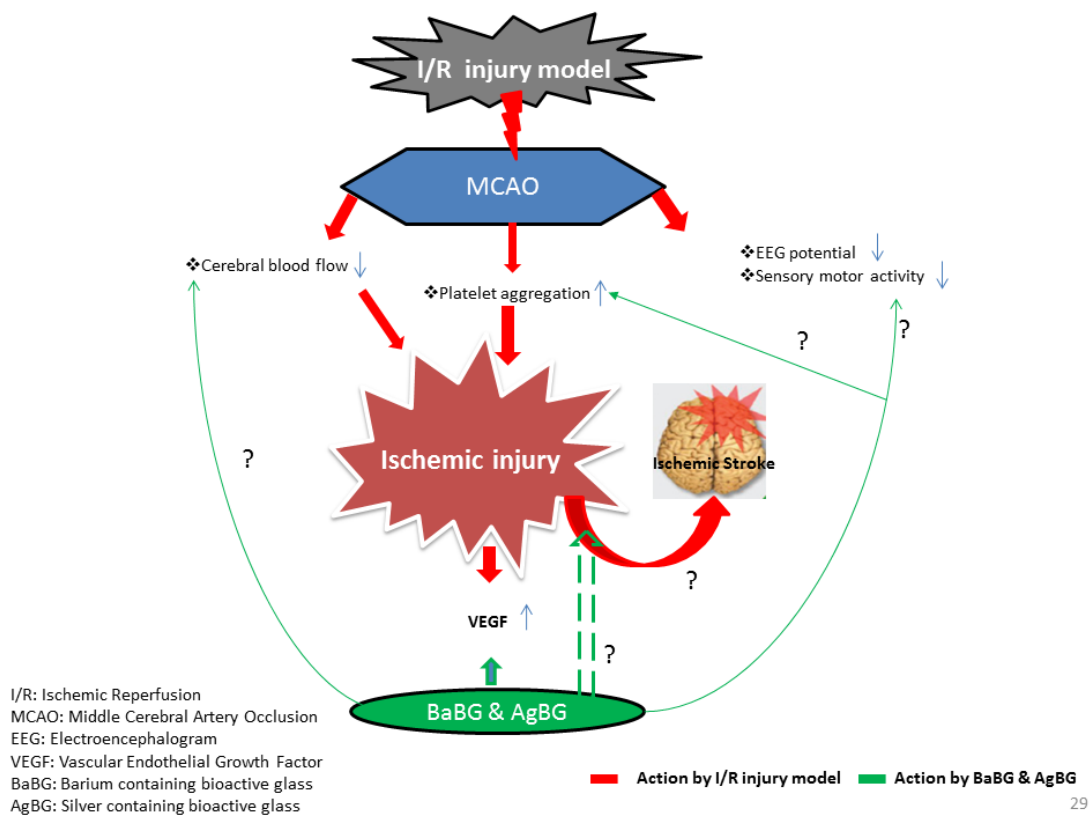 I/R injury model
MCAO
❖Cerebral blood flow ↓
❖Platelet aggregation ↑
❖EEG potential ↓
❖Sensory motor activity ↓
?
?
?
Ischemic injury
Ischemic Stroke
?
VEGF ↑
?
BaBG & AgBG
I/R: Ischemic Reperfusion
MCAO: Middle Cerebral Artery Occlusion
EEG: Electroencephalogram
VEGF: Vascular Endothelial Growth Factor
BaBG: Barium containing bioactive glass
AgBG: Silver containing bioactive glass
Action by I/R injury model
Action by BaBG & AgBG
29